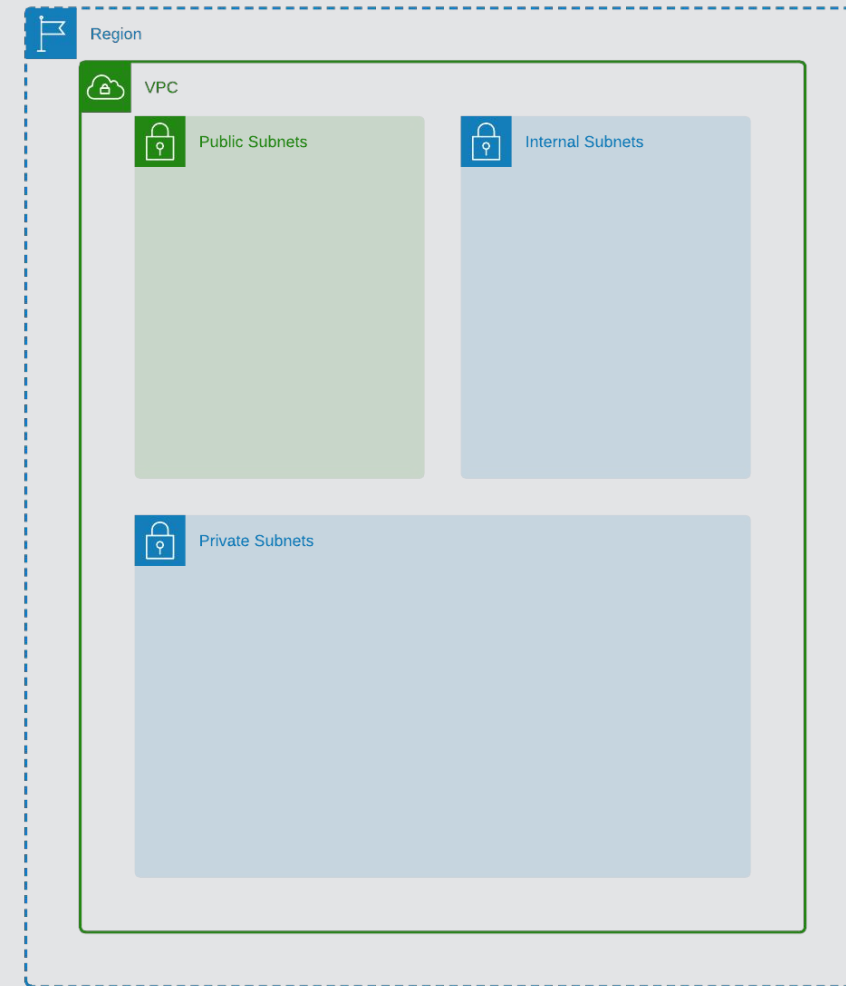 Region
VPC
Public Subnets
Internal Subnets
Private Subnets